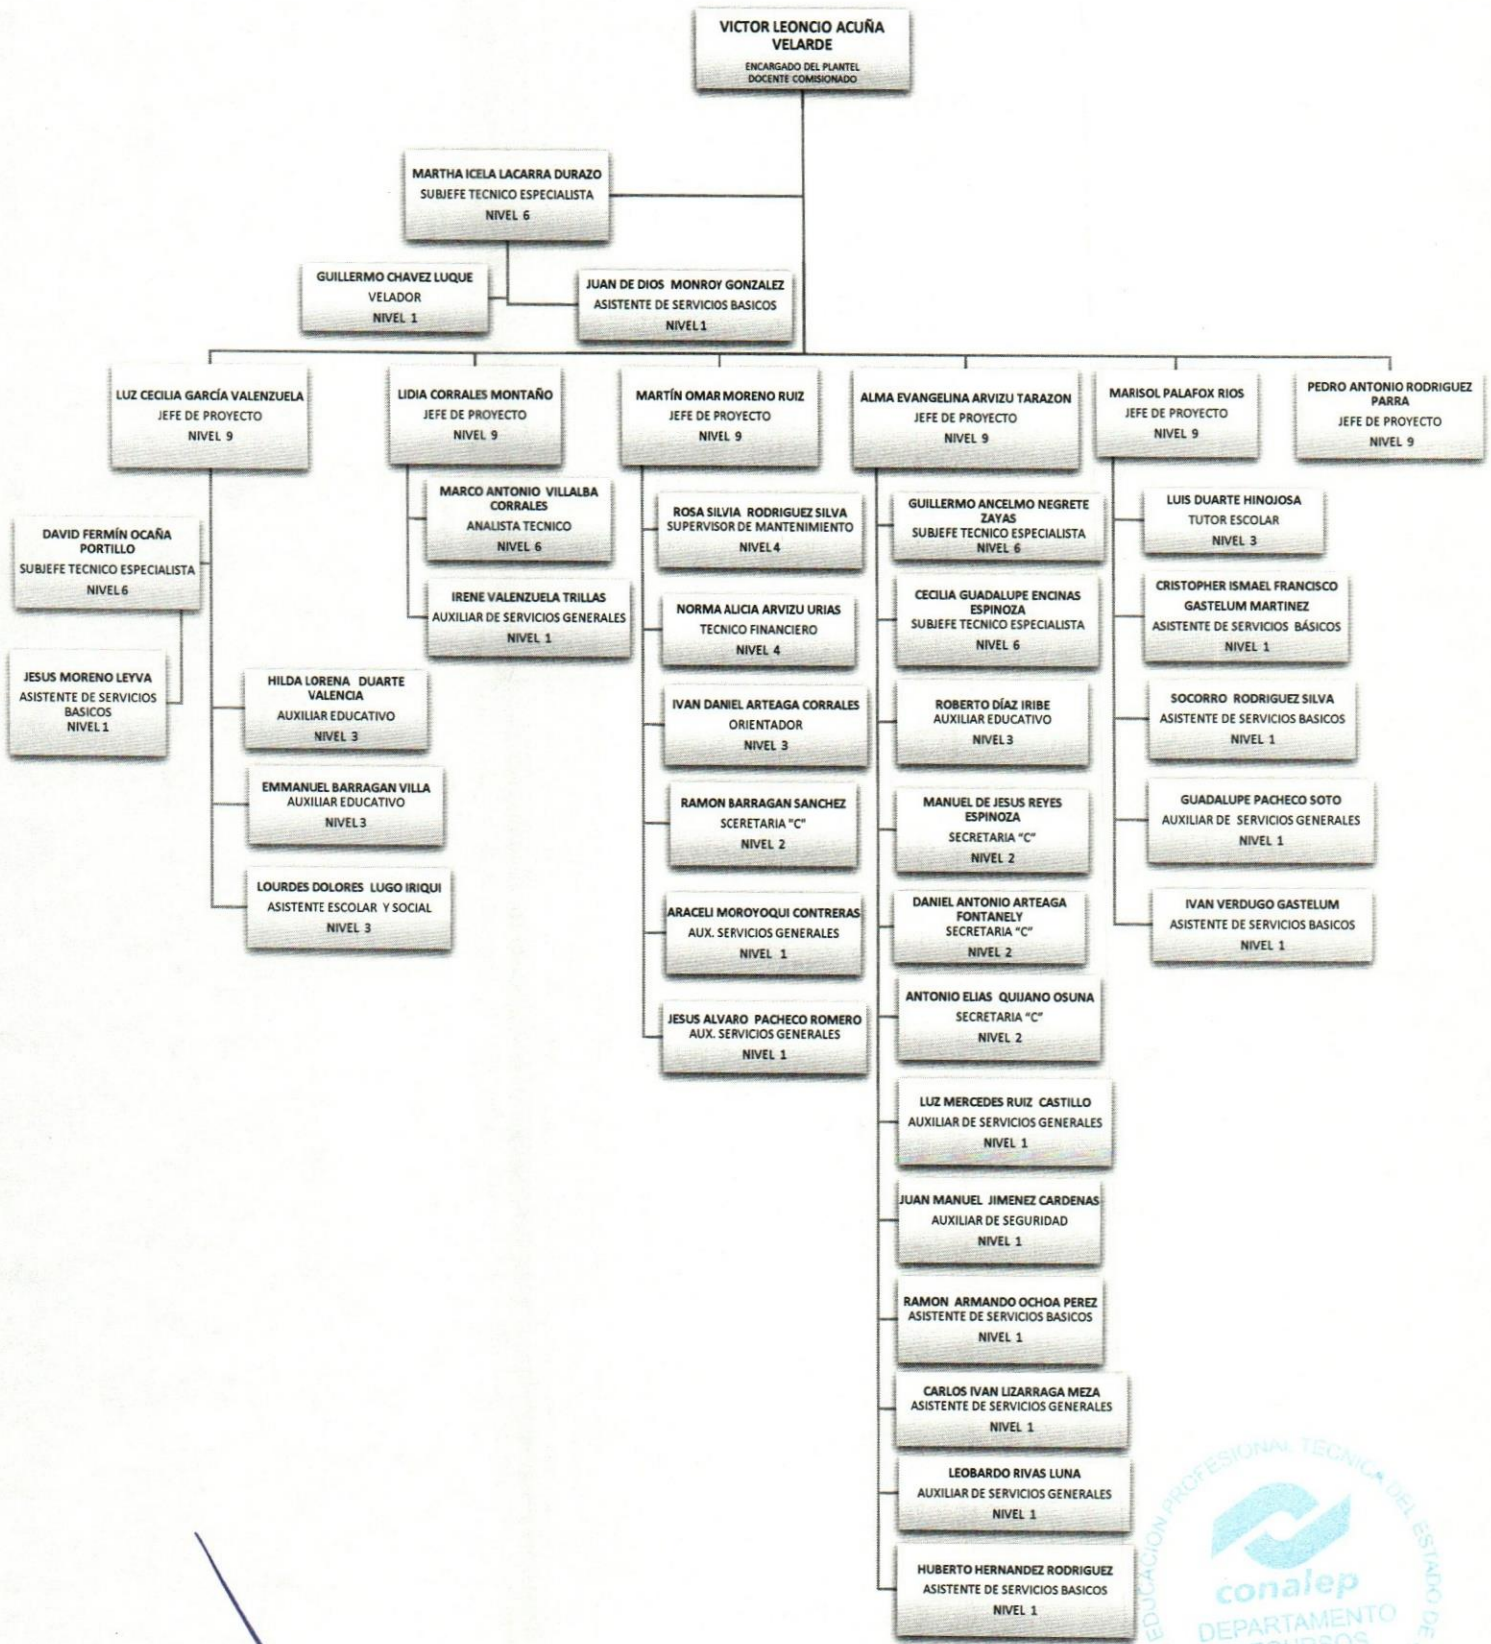 VICTOR LEONCIO ACUÑA
VELARDE
ENCARGADO DEL PLANTEL
DOCENTE COMISIONADO
MARTHA ICELA LACARRA DURAZO
SUBJEFE TECNICO ESPECIALISTA
NIVEL 6
GUILLERMO CHAVEZ LUQUE
VELADOR
NIVEL 1
JUAN DE DIOS MONROY GONZALEZ
ASISTENTE DE SERVICIOS BASICOS
NIVEL 1
LUZ CECILIA GARCÍA VALENZUELA
JEFE DE PROYECTO
NIVEL 9
DAVID FERMÍN OCAÑA
PORTILLO
SUBJEFE TECNICO ESPECIALISTA
NIVEL 6
JESUS MORENO LEYVA
ASISTENTE DE SERVICIOS
BASICOS
NIVEL 1
HILDA LORENA DUARTE
VALENCIA
AUXILIAR EDUCATIVO
NIVEL 3
EMMANUEL BARRAGAN VILLA
AUXILIAR EDUCATIVO
NIVEL 3
LOURDES DOLORES LUGO IRIQUI
ASISTENTE ESCOLAR Y SOCIAL
NIVEL 3
LIDIA CORRALES MONTAÑO
JEFE DE PROYECTO
NIVEL 9
MARCO ANTONIO VILLALBA
CORRALES
ANALISTA TECNICO
NIVEL 6
IRENE VALENZUELA TRILLAS
AUXILIAR DE SERVICIOS GENERALES
NIVEL 1
MARTÍN OMAR MORENO RUIZ
JEFE DE PROYECTO
NIVEL 9
ROSA SILVIA RODRIGUEZ SILVA
SUPERVISOR DE MANTENIMIENTO
NIVEL 4
NORMA ALICIA ARVIZU URIAS
TECNICO FINANCIERO
NIVEL 4
IVAN DANIEL ARTEAGA CORRALES
ORIENTADOR
NIVEL 3
RAMON BARRAGAN SANCHEZ
SCERETARIA "C"
NIVEL 2
ARACELI MOROYOQUI CONTRERAS
AUX. SERVICIOS GENERALES
NIVEL 1
JESUS ALVARO PACHECO ROMERO
AUX. SERVICIOS GENERALES
NIVEL 1
ALMA EVANGELINA ARVIZU TARAZON
JEFE DE PROYECTO
NIVEL 9
GUILLERMO ANCELMO NEGRETE
ZAYAS
SUBJEFE TECNICO ESPECIALISTA
NIVEL 6
CECILIA GUADALUPE ENCINAS
ESPINOZA
SUBJEFE TECNICO ESPECIALISTA
NIVEL 6
ROBERTO DÍAZ IRIBE
AUXILIAR EDUCATIVO
NIVEL 3
MANUEL DE JESUS REYES
ESPINOZA
SECRETARIA "C"
NIVEL 2
DANIEL ANTONIO ARTEAGA
FONTANELY
SECRETARIA "C"
NIVEL 2
ANTONIO ELIAS QUIJANO OSUNA
SECRETARIA "C"
NIVEL 2
LUZ MERCEDES RUIZ CASTILLO
AUXILIAR DE SERVICIOS GENERALES
NIVEL 1
JUAN MANUEL JIMENEZ CARDENAS
AUXILIAR DE SEGURIDAD
NIVEL 1
RAMON ARMANDO OCHOA PEREZ
ASISTENTE DE SERVICIOS BASICOS
NIVEL 1
CARLOS IVAN LIZARRAGA MEZA
ASISTENTE DE SERVICIOS GENERALES
NIVEL 1
LEOBARDO RIVAS LUNA
AUXILIAR DE SERVICIOS GENERALES
NIVEL 1
HUBERTO HERNANDEZ RODRIGUEZ
ASISTENTE DE SERVICIOS BASICOS
NIVEL 1
MARISOL PALAFOX RIOS
JEFE DE PROYECTO
NIVEL 9
LUIS DUARTE HINOJOSA
TUTOR ESCOLAR
NIVEL 3
CRISTOPHER ISMAEL FRANCISCO
GASTELUM MARTINEZ
ASISTENTE DE SERVICIOS BÁSICOS
NIVEL 1
SOCORRO RODRIGUEZ SILVA
ASISTENTE DE SERVICIOS BASICOS
NIVEL 1
GUADALUPE PACHECO SOTO
AUXILIAR DE SERVICIOS GENERALES
NIVEL 1
IVAN VERDUGO GASTELUM
ASISTENTE DE SERVICIOS BASICOS
NIVEL 1
PEDRO ANTONIO RODRIGUEZ
PARRA
JEFE DE PROYECTO
NIVEL 9
EDUCACION PROFESIONAL TECNICA DEL ESTADO DE
conalep
DEPARTAMENTO